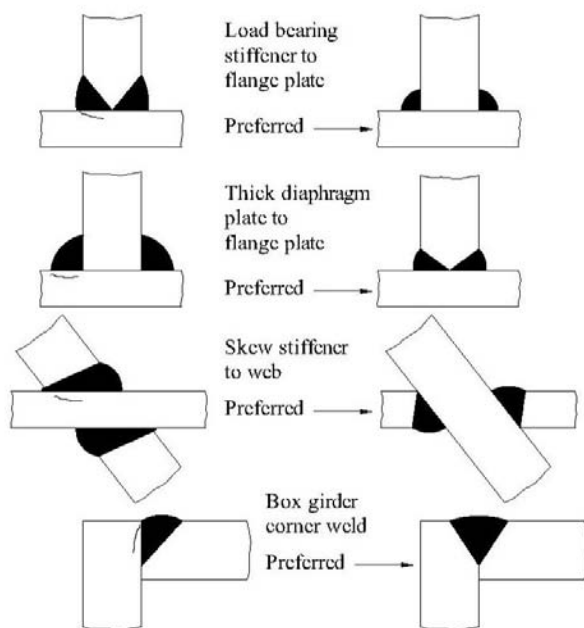 Load bearing
stiffener to
flange plate
Preferred
Thick diaphragm
plate to
flange plate
Preferred
Skew stiffener
to web
Preferred
Box girder
corner weld
Preferred